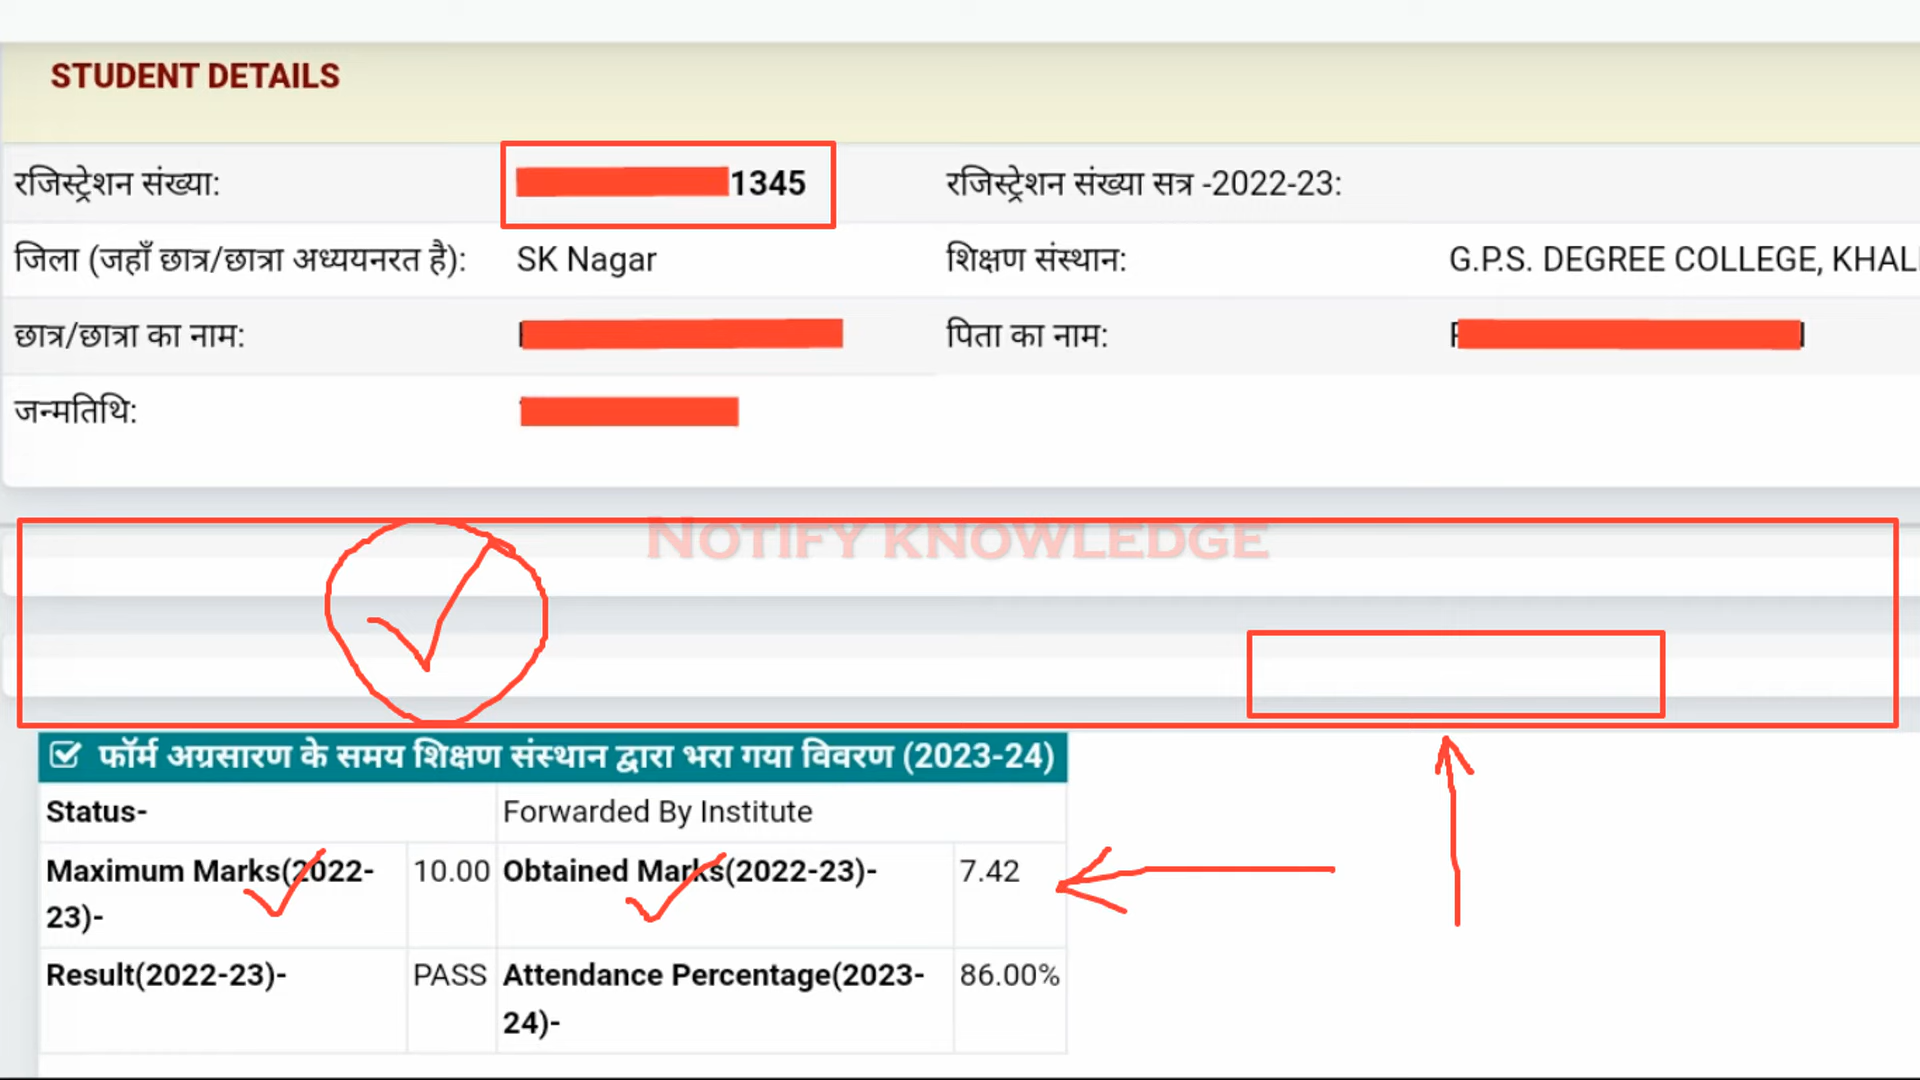 STUDENT DETAILS
रजिस्ट्रेशन संख्या: 1345 रजिस्ट्रेशन संख्या सत्र -2022-23:
जिला (जहाँ छात्र/छात्रा अध्ययनरत है): SK Nagar शिक्षण संस्थान: G.P.S. DEGREE COLLEGE,
छात्र/छात्रा का नाम: पिता का नाम:
जन्मतिथि:
NOTIFY KNOWLEDGE
फॉर्म अग्रसारण के समय शिक्षण संस्थान द्वारा भरा गया विवरण (2023-24)
Status- Forwarded By Institute
Maximum Marks(2022- 10.00 Obtained Marks(2022-23)- 7.42
23)-
Result(2022-23)- PASS Attendance Percentage(2023- 86.00%
24)-